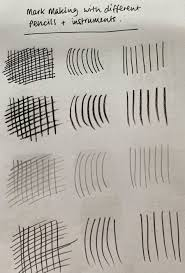 Mark Making with different
Pencils + instruments.